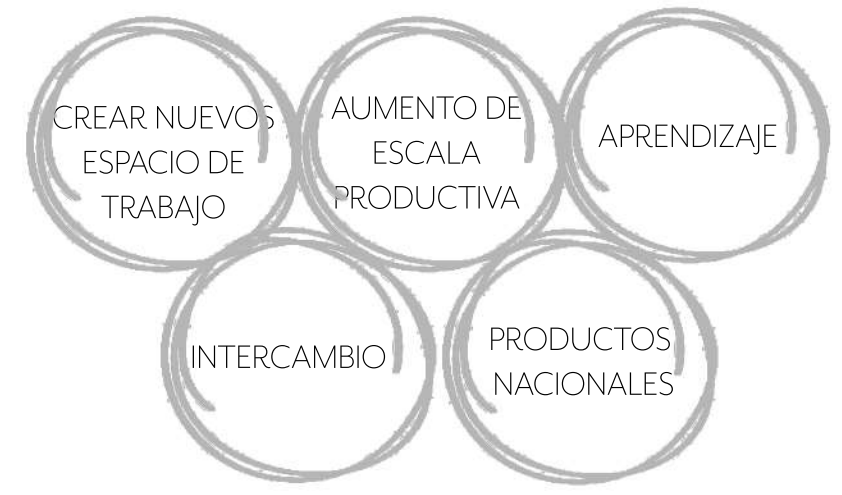 CREAR NUEVOS
ESPACIO DE
TRABAJO
AUMENTO DE
ESCALA
PRODUCTIVA
APRENDIZAJE
INTERCAMBIO
PRODUCTOS
NACIONALES